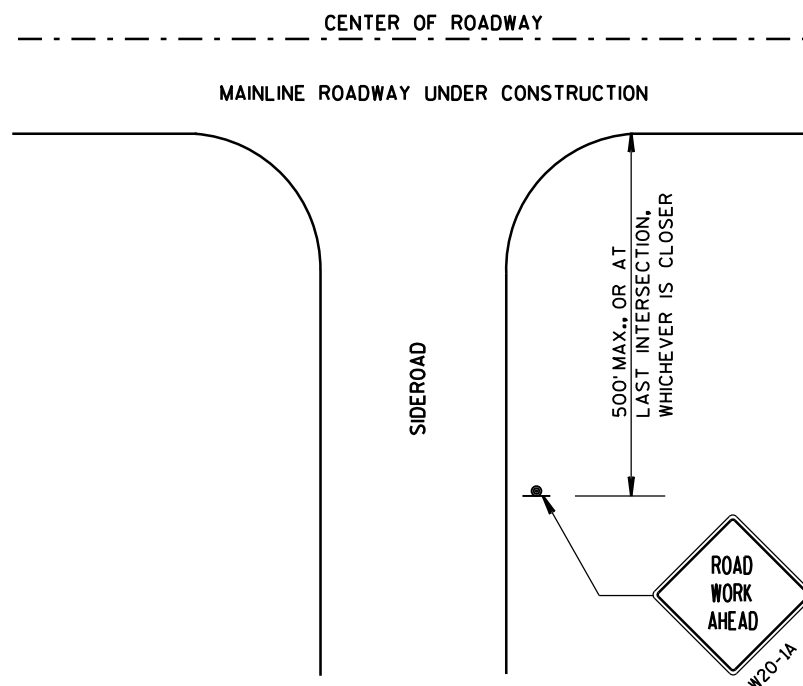 CENTER OF ROADWAY
MAINLINE ROADWAY UNDER CONSTRUCTION
500' MAX., OR AT
LAST INTERSECTION,
WHICHEVER IS CLOSER
SIDEROAD
ROAD
WORK
AHEAD
W20-1A